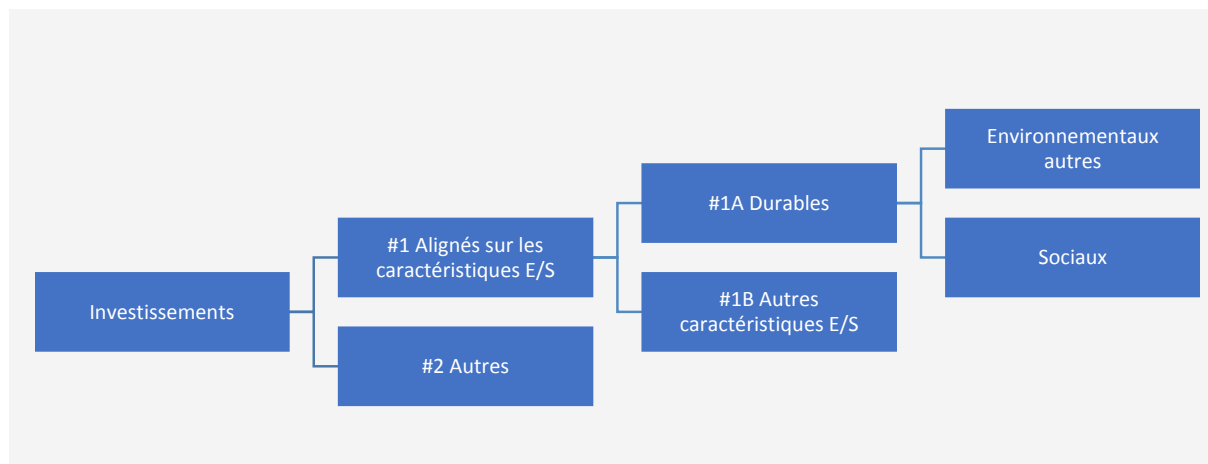 Investissements
#1 Alignés sur les
caractéristiques E/S
#2 Autres
#1A Durables
#1B Autres
caractéristiques E/S
Environnementaux
autres
Sociaux